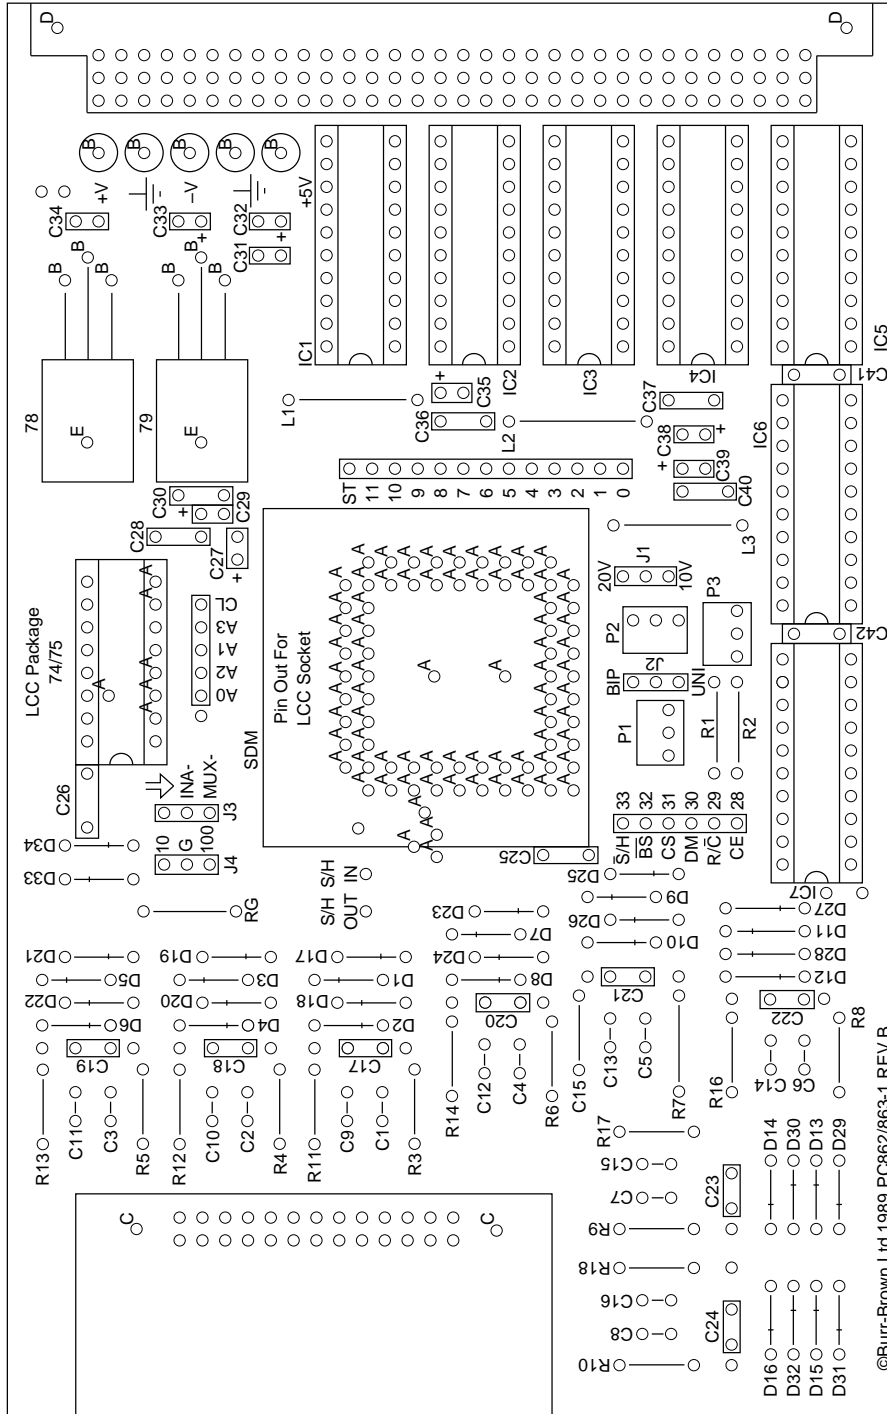 D
D
B
B
B
B
B
+V
-
–V
-
+5V
C34
C33
+
C32
C31
+
B
B
B
B
B
B
78
E
79
E
IC1
IC2
IC3
IC4
IC5
C41
L1
+
C35
C36
L2
C37
C38
+
+
C39
C40
IC6
C30
+
C29
C28
C27
+
ST
11
10
9
8
7
6
5
4
3
2
1
0
L3
LCC Package
74/75
A
A
A
A
A
A
CL
A3
A1
A2
A0
SDM
Pin Out For
LCC Socket
A
A
20V
J1
10V
P2
P3
BIP
J2
UNI
P1
R1
R2
C42
C26
INA-
MUX-
J3
10
G
100
J4
D34
D33
RG
S/H S/H
OUT IN
C25
S/H
33
BS
32
CS
31
DM
30
R/C
29
CE
28
IC7
D25
D9
D26
D10
D23
D7
D24
D8
D27
D11
D28
D12
D21
D5
D22
D6
D19
D3
D20
D4
D17
D1
D18
D2
C19
C18
C17
C20
C21
C22
R13
C11
C3
R5
R12
C10
C2
R4
R11
C9
C1
R3
R14
C12
C4
R6
C15
C13
C5
R7
R16
C14
C6
R8
R17
C15
C7
R9
C23
D14
D30
D13
D29
R18
C16
C8
R10
C24
D16
D32
D15
D31
C
C
©Burr-Brown Ltd 1989 PC862/863-1 REV B